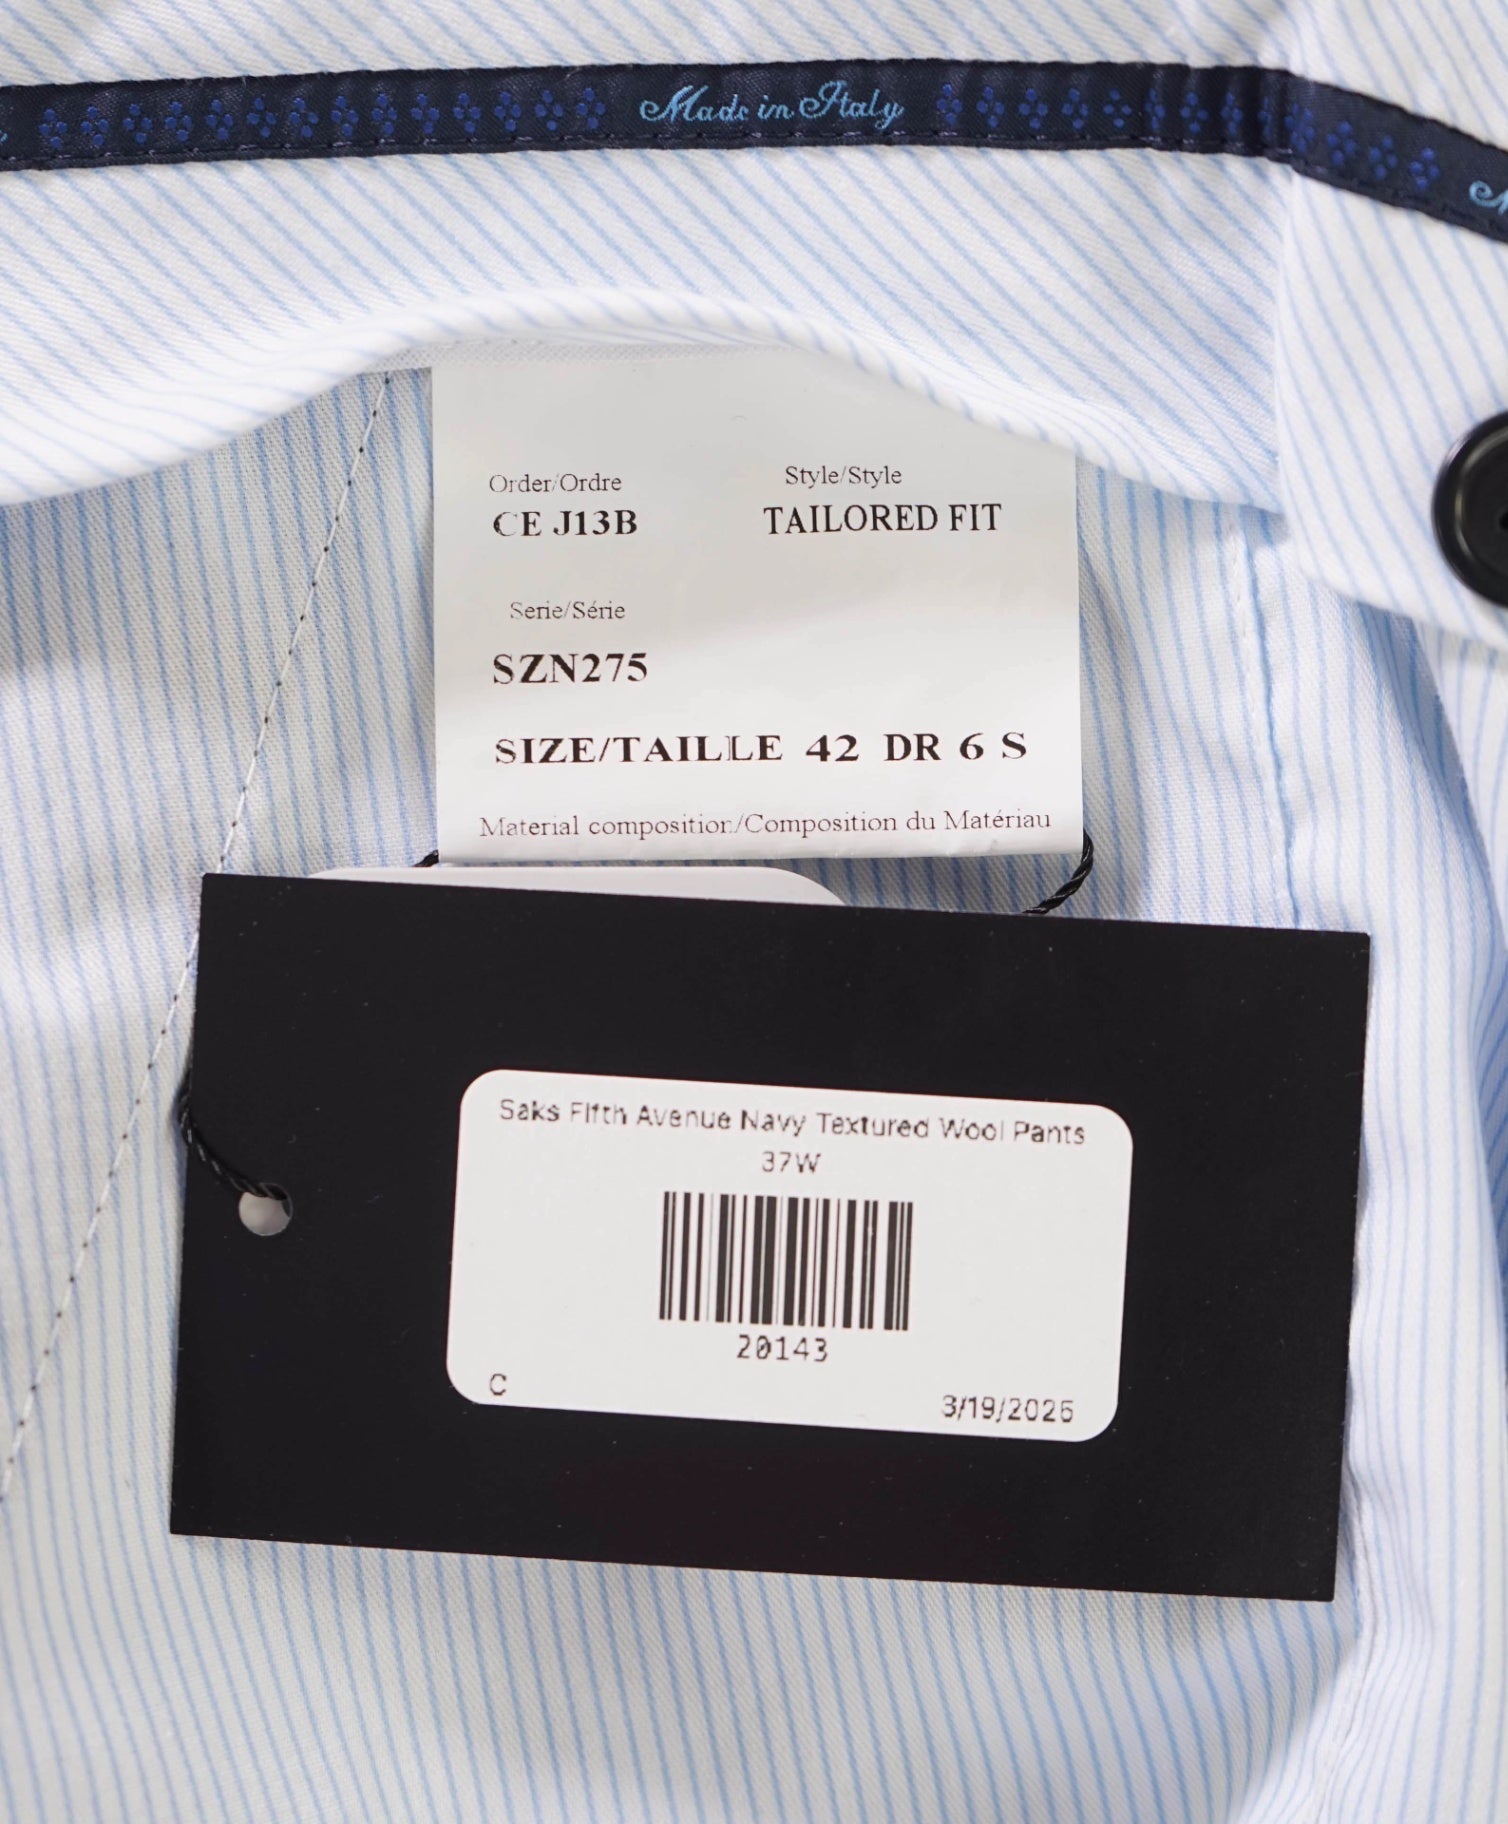 Made in Italy
Order/Ordre Style/Style
CE J13B TAILORED FIT
Serie/Série
SZN275
SIZE/TAILLE 42 DR 6 S
Material composition/Composition du Matériau
Saks Fifth Avenue Navy Textured Wool Pants
37W
20143
C 3/19/2025